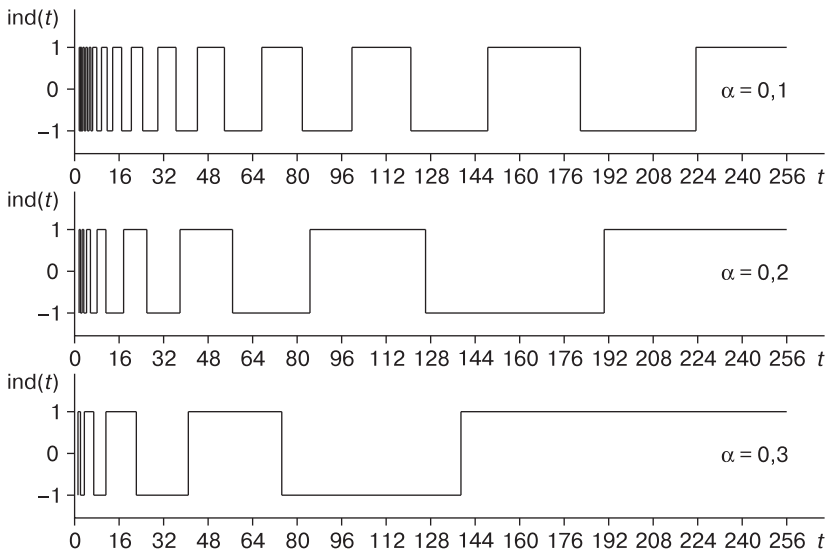 ind(t)
1
0
−1
α = 0,1
0 16 32 48 64 80 96 112 128 144 160 176 192 208 224 240 256 t
ind(t)
1
0
−1
α = 0,2
0 16 32 48 64 80 96 112 128 144 160 176 192 208 224 240 256 t
ind(t)
1
0
−1
α = 0,3
0 16 32 48 64 80 96 112 128 144 160 176 192 208 224 240 256 t